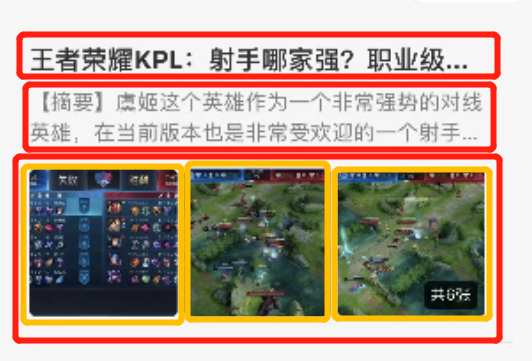 王者荣耀KPL：射手哪家强？职业级...
【摘要】虞姬这个英雄作为一个非常强势的对线
英雄，在当前版本也是非常受欢迎的一个射手...
共6张